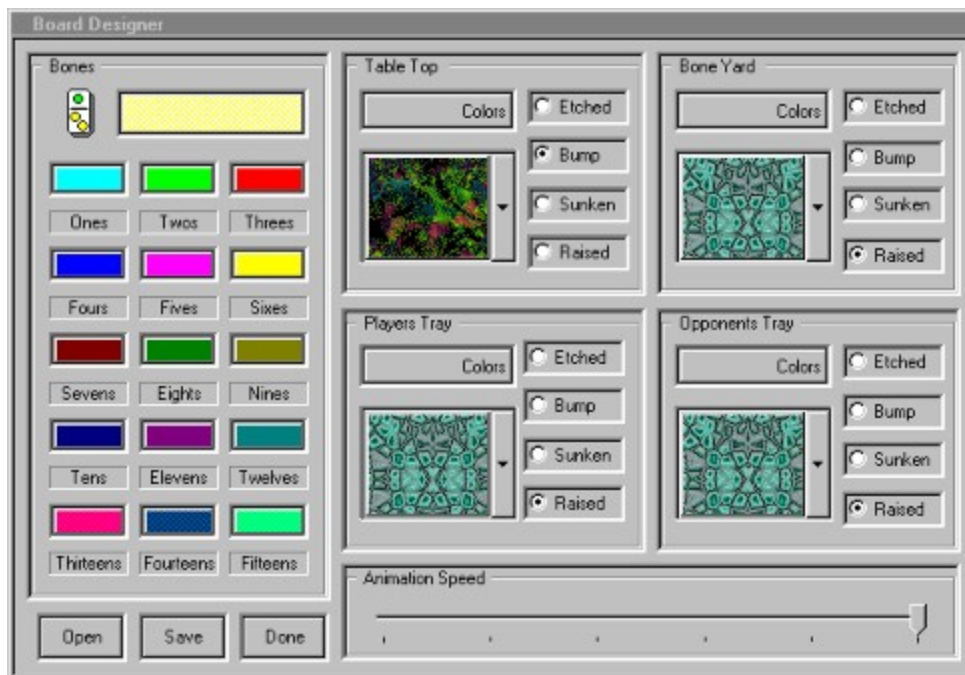 Board Designer
Bones
Ones Twos Threes
Fours Fives Sixes
Sevens Eights Nines
Tens Elevens Twelves
Thirteens Fourteens Fifteens
Open Save Done
Table Top
Colors
Etched
Bump
Sunken
Raised
Bone Yard
Colors
Etched
Bump
Sunken
Raised
Players Tray
Colors
Etched
Bump
Sunken
Raised
Opponents Tray
Colors
Etched
Bump
Sunken
Raised
Animation Speed